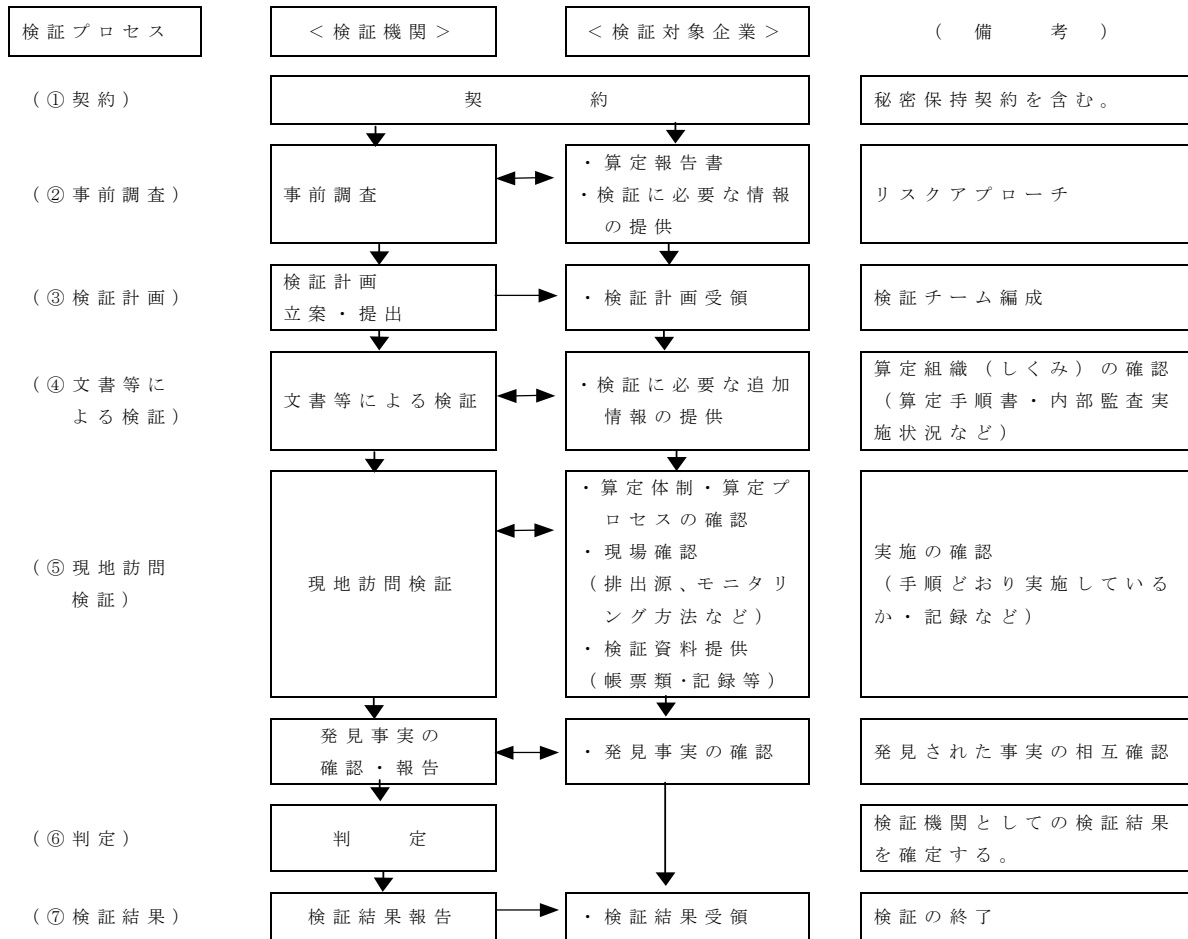 検証プロセス
＜検証機関＞
＜検証対象企業＞
（備考）
（①契約）
契約
秘密保持契約を含む。
（②事前調査）
事前調査
・算定報告書
・検証に必要な情報
の提供
リスクアプローチ
（③検証計画）
検証計画
立案・提出
・検証計画受領
検証チーム編成
（④文書等に
よる検証）
文書等による検証
・検証に必要な追加
情報の提供
算定組織（しくみ）の確認
（算定手順書・内部監査実
施状況など）
（⑤現地訪問
検証）
現地訪問検証
・算定体制・算定プ
ロセスの確認
・現場確認
（排出源、モニタリ
ング方法など）
・検証資料提供
（帳票類・記録等）
実施の確認
（手順どおり実施している
か・記録など）
発見事実の
確認・報告
・発見事実の確認
発見された事実の相互確認
（⑥判定）
判定
検証機関としての検証結果
を確定する。
（⑦検証結果）
検証結果報告
・検証結果受領
検証の終了